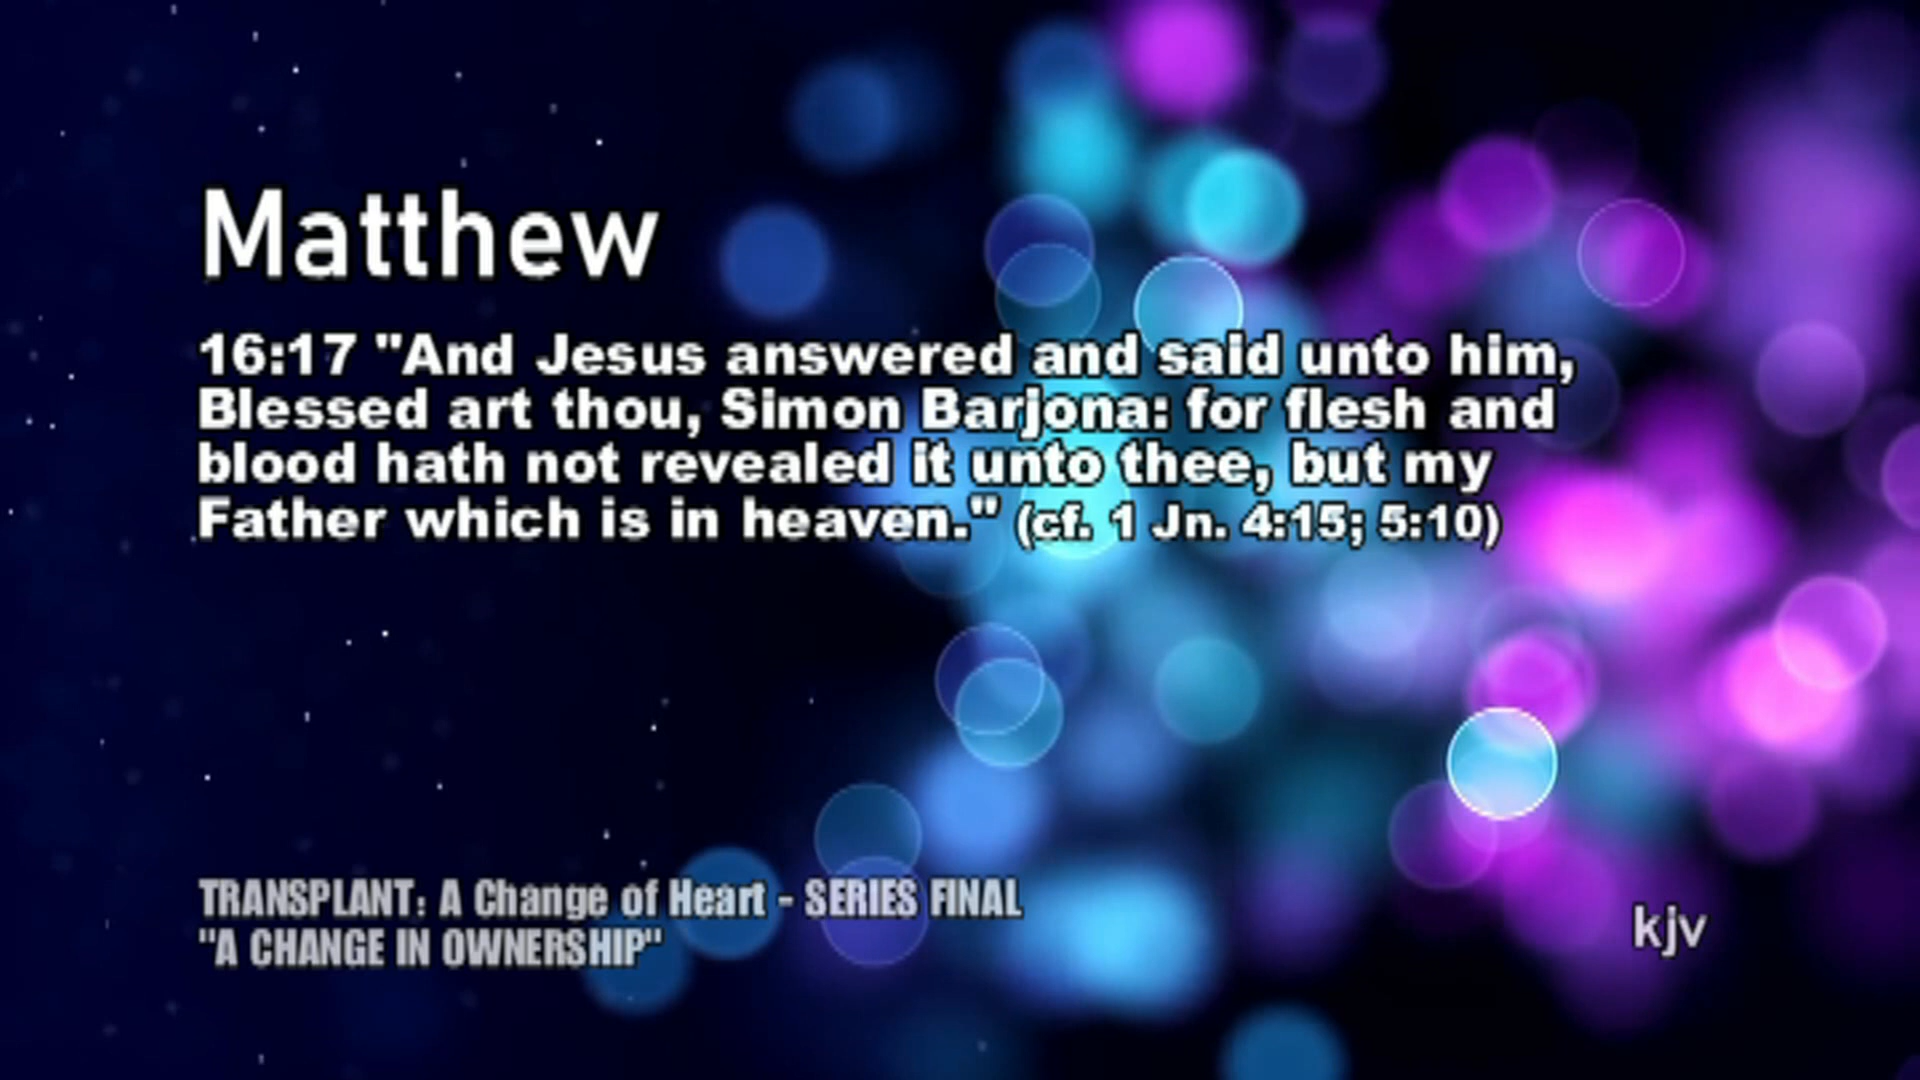 Matthew
16:17 "And Jesus answered and said unto him,
Blessed art thou, Simon Barjona: for flesh and
blood hath not revealed it unto thee, but my
Father which is in heaven." (cf. 1 Jn. 4:15; 5:10)
TRANSPLANT: A Change of Heart - SERIES FINAL
"A CHANGE IN OWNERSHIP"
kjv